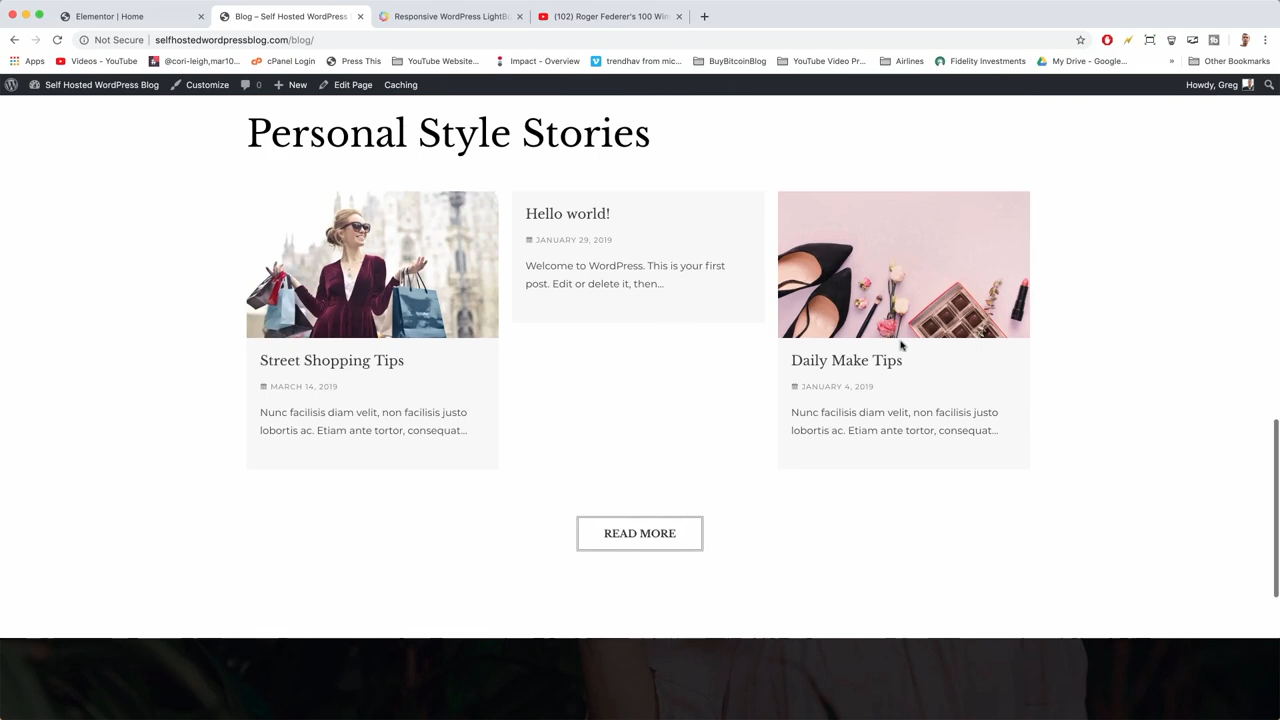 Elementor | Home
Blog – Self Hosted WordPress
Responsive WordPress LightBo
(102) Roger Federer's 100 Win
Not Secure | selfhostedwordpressblog.com/blog/
Apps
Videos - YouTube
@cori-leigh,mar10...
cPanel Login
Press This
YouTube Website...
Impact - Overview
trendhav from mic...
BuyBitcoinBlog
YouTube Video Pr...
Airlines
Fidelity Investments
My Drive - Google...
»
Other Bookmarks
Self Hosted WordPress Blog
Customize
0
New
Edit Page
Caching
Howdy, Greg
Personal Style Stories
Street Shopping Tips
MARCH 14, 2019
Nunc facilisis diam velit, non facilisis justo
lobortis ac. Etiam ante tortor, consequat...
Hello world!
JANUARY 29, 2019
Welcome to WordPress. This is your first
post. Edit or delete it, then...
Daily Make Tips
JANUARY 4, 2019
Nunc facilisis diam velit, non facilisis justo
lobortis ac. Etiam ante tortor, consequat...
READ MORE